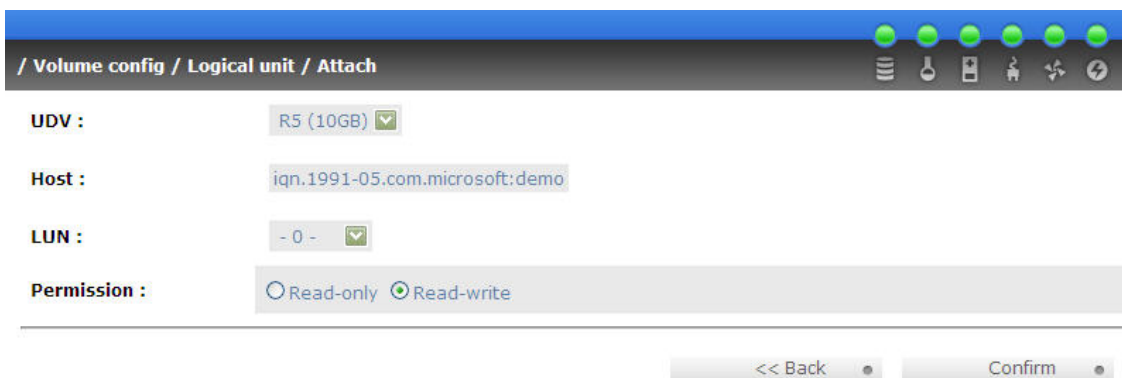 / Volume config / Logical unit / Attach
UDV : R5 (10GB)
Host : iqn.1991-05.com.microsoft:demo
LUN : - 0 -
Permission : Read-only Read-write
<< Back Confirm